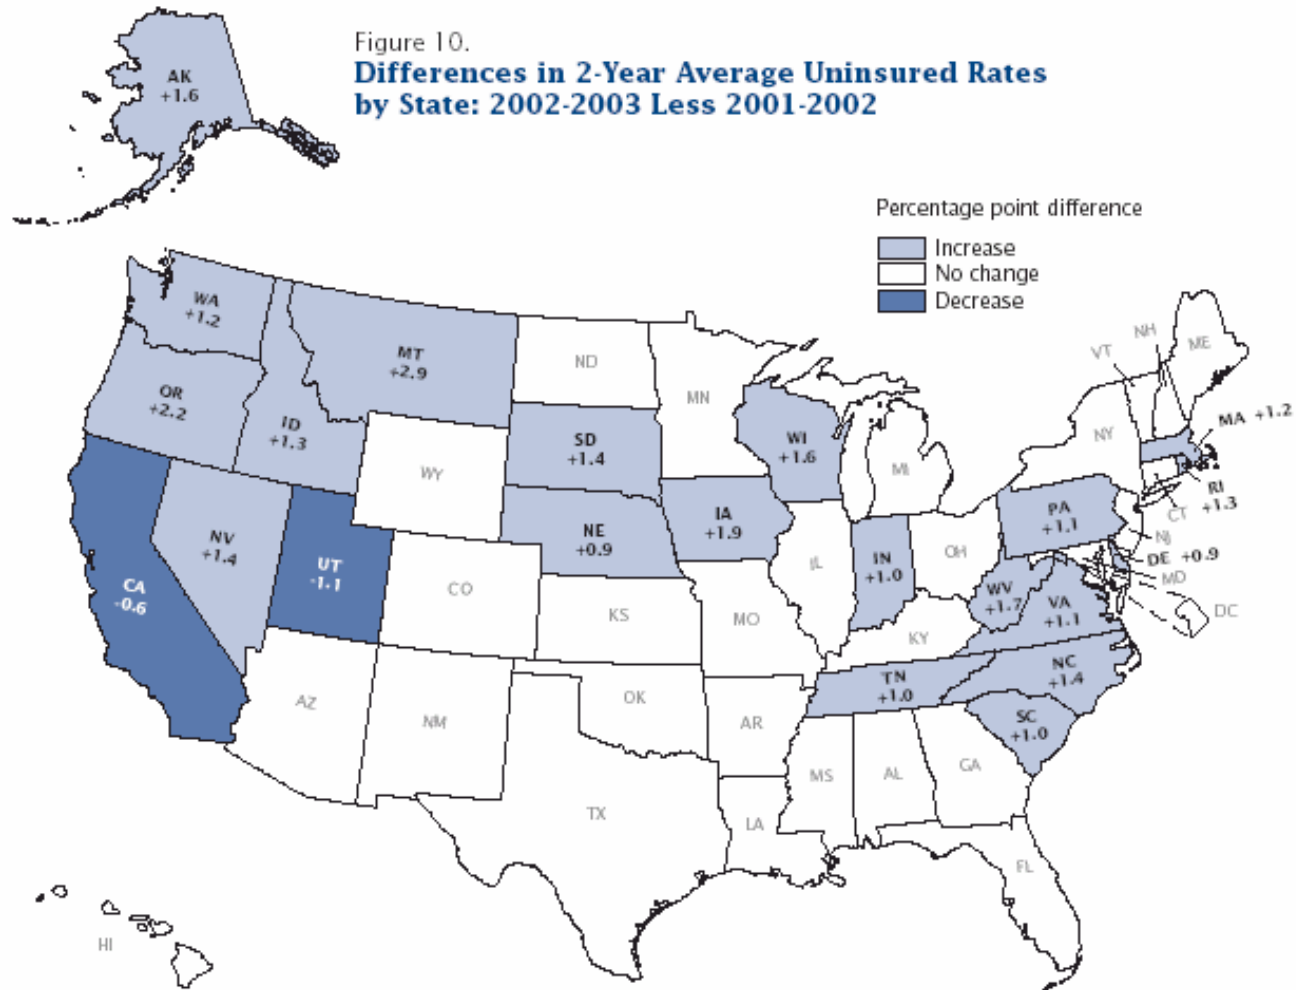 Figure 10.
Differences in 2-Year Average Uninsured Rates
by State: 2002-2003 Less 2001-2002
AK
+1.6
Percentage point difference
Increase
No change
Decrease
WA
+1.2
MT
+2.9
ND
MN
VT
NH
ME
OR
+2.2
ID
+1.3
WY
SD
+1.4
WI
+1.6
MI
NY
MA +1.2
RI
+1.3
CT
NV
+1.4
UT
-1.1
CA
-0.6
CO
NE
+0.9
IA
+1.9
IL
IN
+1.0
OH
PA
+1.1
NJ
DE +0.9
MD
DC
WV
+1.7
VA
+1.1
KS
MO
KY
AZ
NM
OK
AR
TN
+1.0
NC
+1.4
SC
+1.0
TX
LA
MS
AL
GA
FL
HI